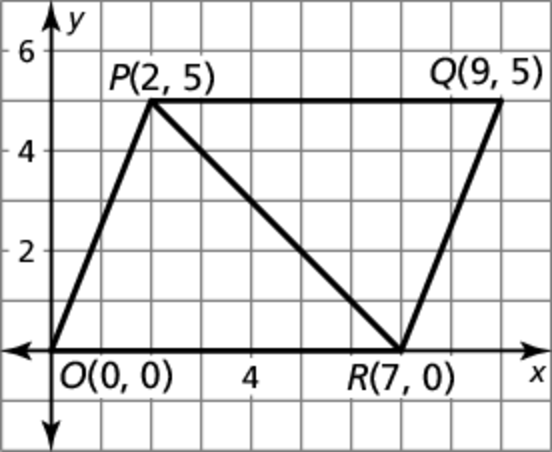 y
6
P(2, 5)
Q(9, 5)
4
2
O(0, 0)
4
R(7, 0)
x